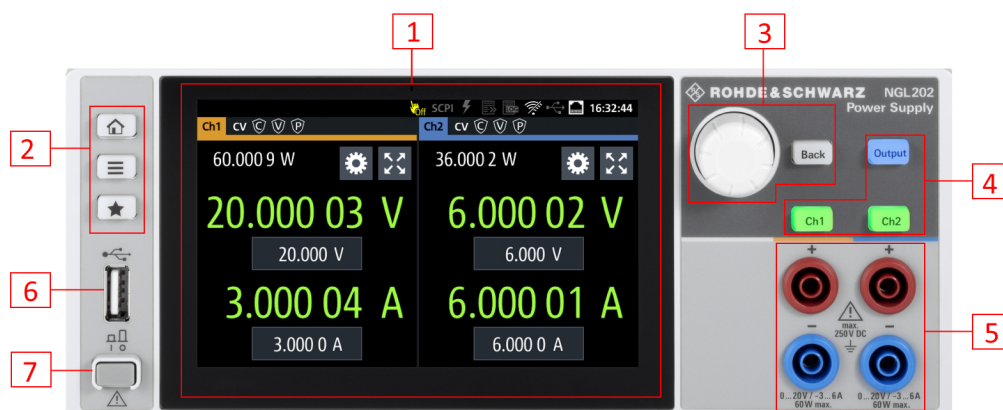 1
3
ROHDE&SCHWARZ NGL202
Power Supply
Off SCPI 16:32:44
Ch1 CV C V P
Ch2 CV C V P
60.000 9 W
36.000 2 W
Back
Output
2
4
20.000 03 V
6.000 02 V
Ch1
Ch2
20.000 V
6.000 V
+ +
6
3.000 04 A
6.000 01 A
max.
250V DC
5
- -
3.000 0 A
6.000 0 A
7
0...20V / -3...6A
60W max.
0...20V / -3...6A
60W max.